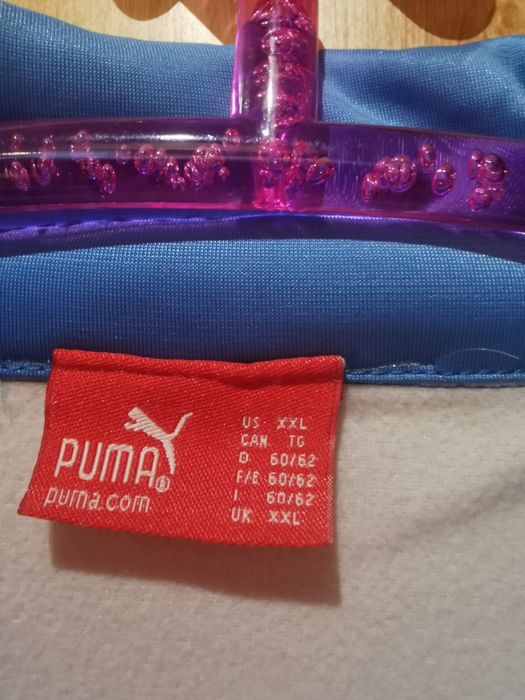 PUMA®
puma.com
US XXL
CAN TG
D 60/62
F/E 60/62
I 60/62
UK XXL